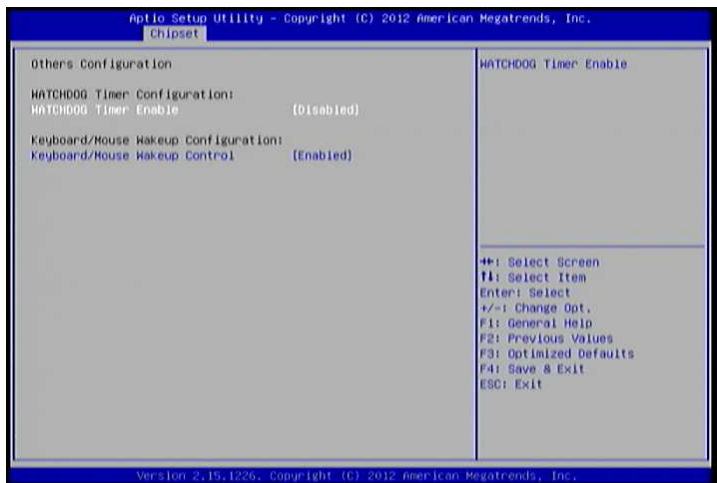 Aptio Setup Utility - Copyright (C) 2012 American Megatrends, Inc.
Chipset
Others Configuration
WATCHDOG Timer Configuration:
WATCHDOG Timer Enable [Disabled]
Keyboard/Mouse Wakeup Configuration:
Keyboard/Mouse Wakeup Control [Enabled]
WATCHDOG Timer Enable
→←: Select Screen
↑↓: Select Item
Enter: Select
+/-: Change Opt.
F1: General Help
F2: Previous Values
F3: Optimized Defaults
F4: Save & Exit
ESC: Exit
Version 2.15.1226. Copyright (C) 2012 American Megatrends, Inc.